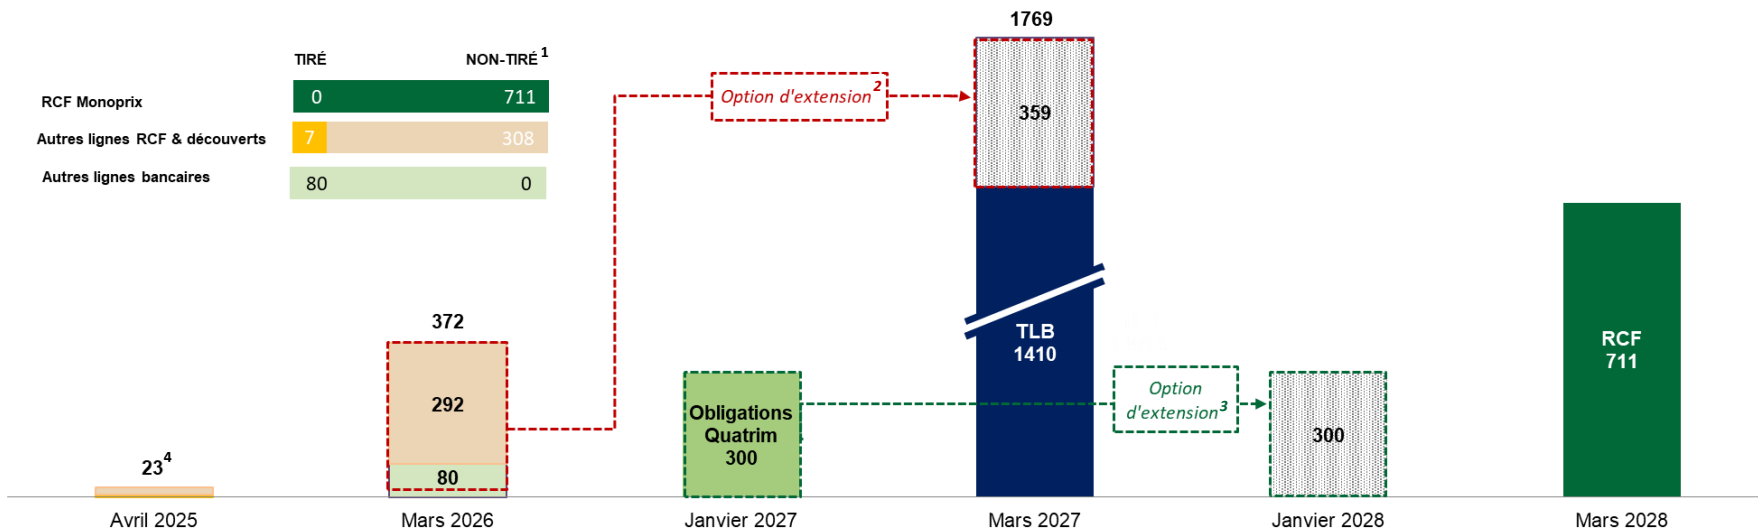 TIRÉ NON-TIRÉ 1
RCF Monoprix 0 711
Autres lignes RCF & découverts 7 308
Autres lignes bancaires 80 0
1769
Option d'extension 2
359
TLB
1410
372
292
80
23 4
Obligations
Quatrim
300
Option
d'extension 3
300
RCF
711
Avril 2025 Mars 2026 Janvier 2027 Mars 2027 Janvier 2028 Mars 2028